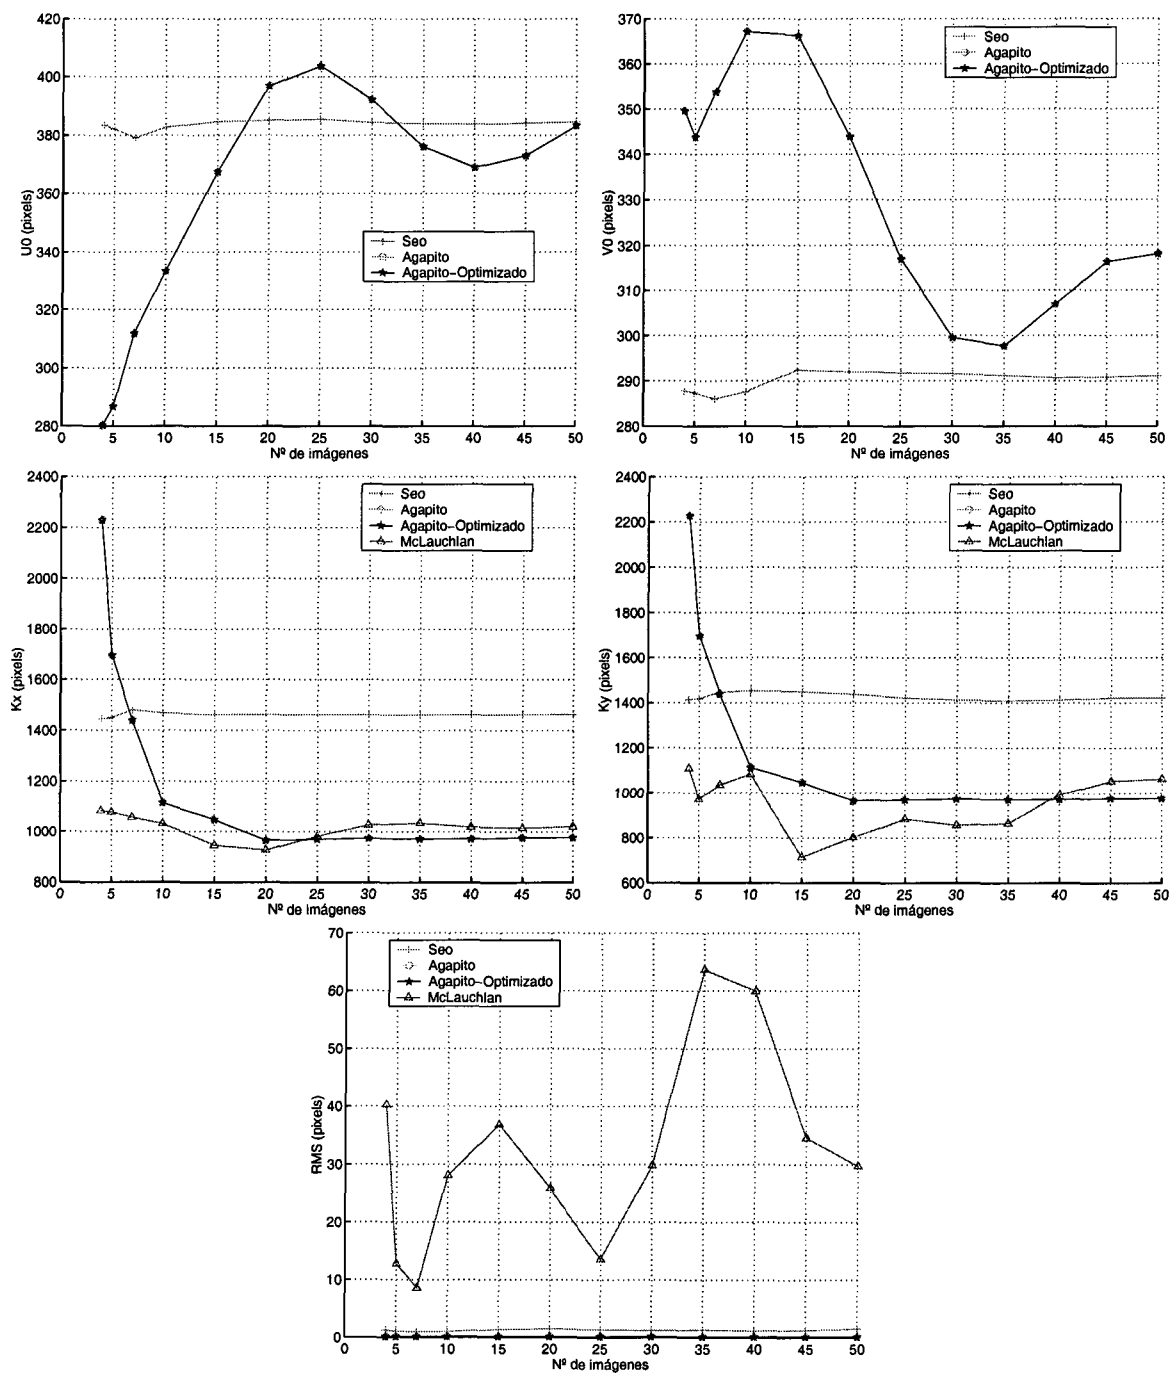 420
400
380
360
340
320
300
280
U0 (pixels)
0 5 10 15 20 25 30 35 40 45 50
Nº de imágenes
Seo
Agapito
Agapito-Optimizado
370
360
350
340
330
320
310
300
290
280
V0 (pixels)
0 5 10 15 20 25 30 35 40 45 50
Nº de imágenes
Seo
Agapito
Agapito-Optimizado
2400
2200
2000
1800
1600
1400
1200
1000
800
Kx (pixels)
0 5 10 15 20 25 30 35 40 45 50
Nº de imágenes
Seo
Agapito
Agapito-Optimizado
McLauchlan
2400
2200
2000
1800
1600
1400
1200
1000
800
600
Ky (pixels)
0 5 10 15 20 25 30 35 40 45 50
Nº de imágenes
Seo
Agapito
Agapito-Optimizado
McLauchlan
70
60
50
40
30
20
10
0
RMS (pixels)
0 5 10 15 20 25 30 35 40 45 50
Nº de imágenes
Seo
Agapito
Agapito-Optimizado
McLauchlan